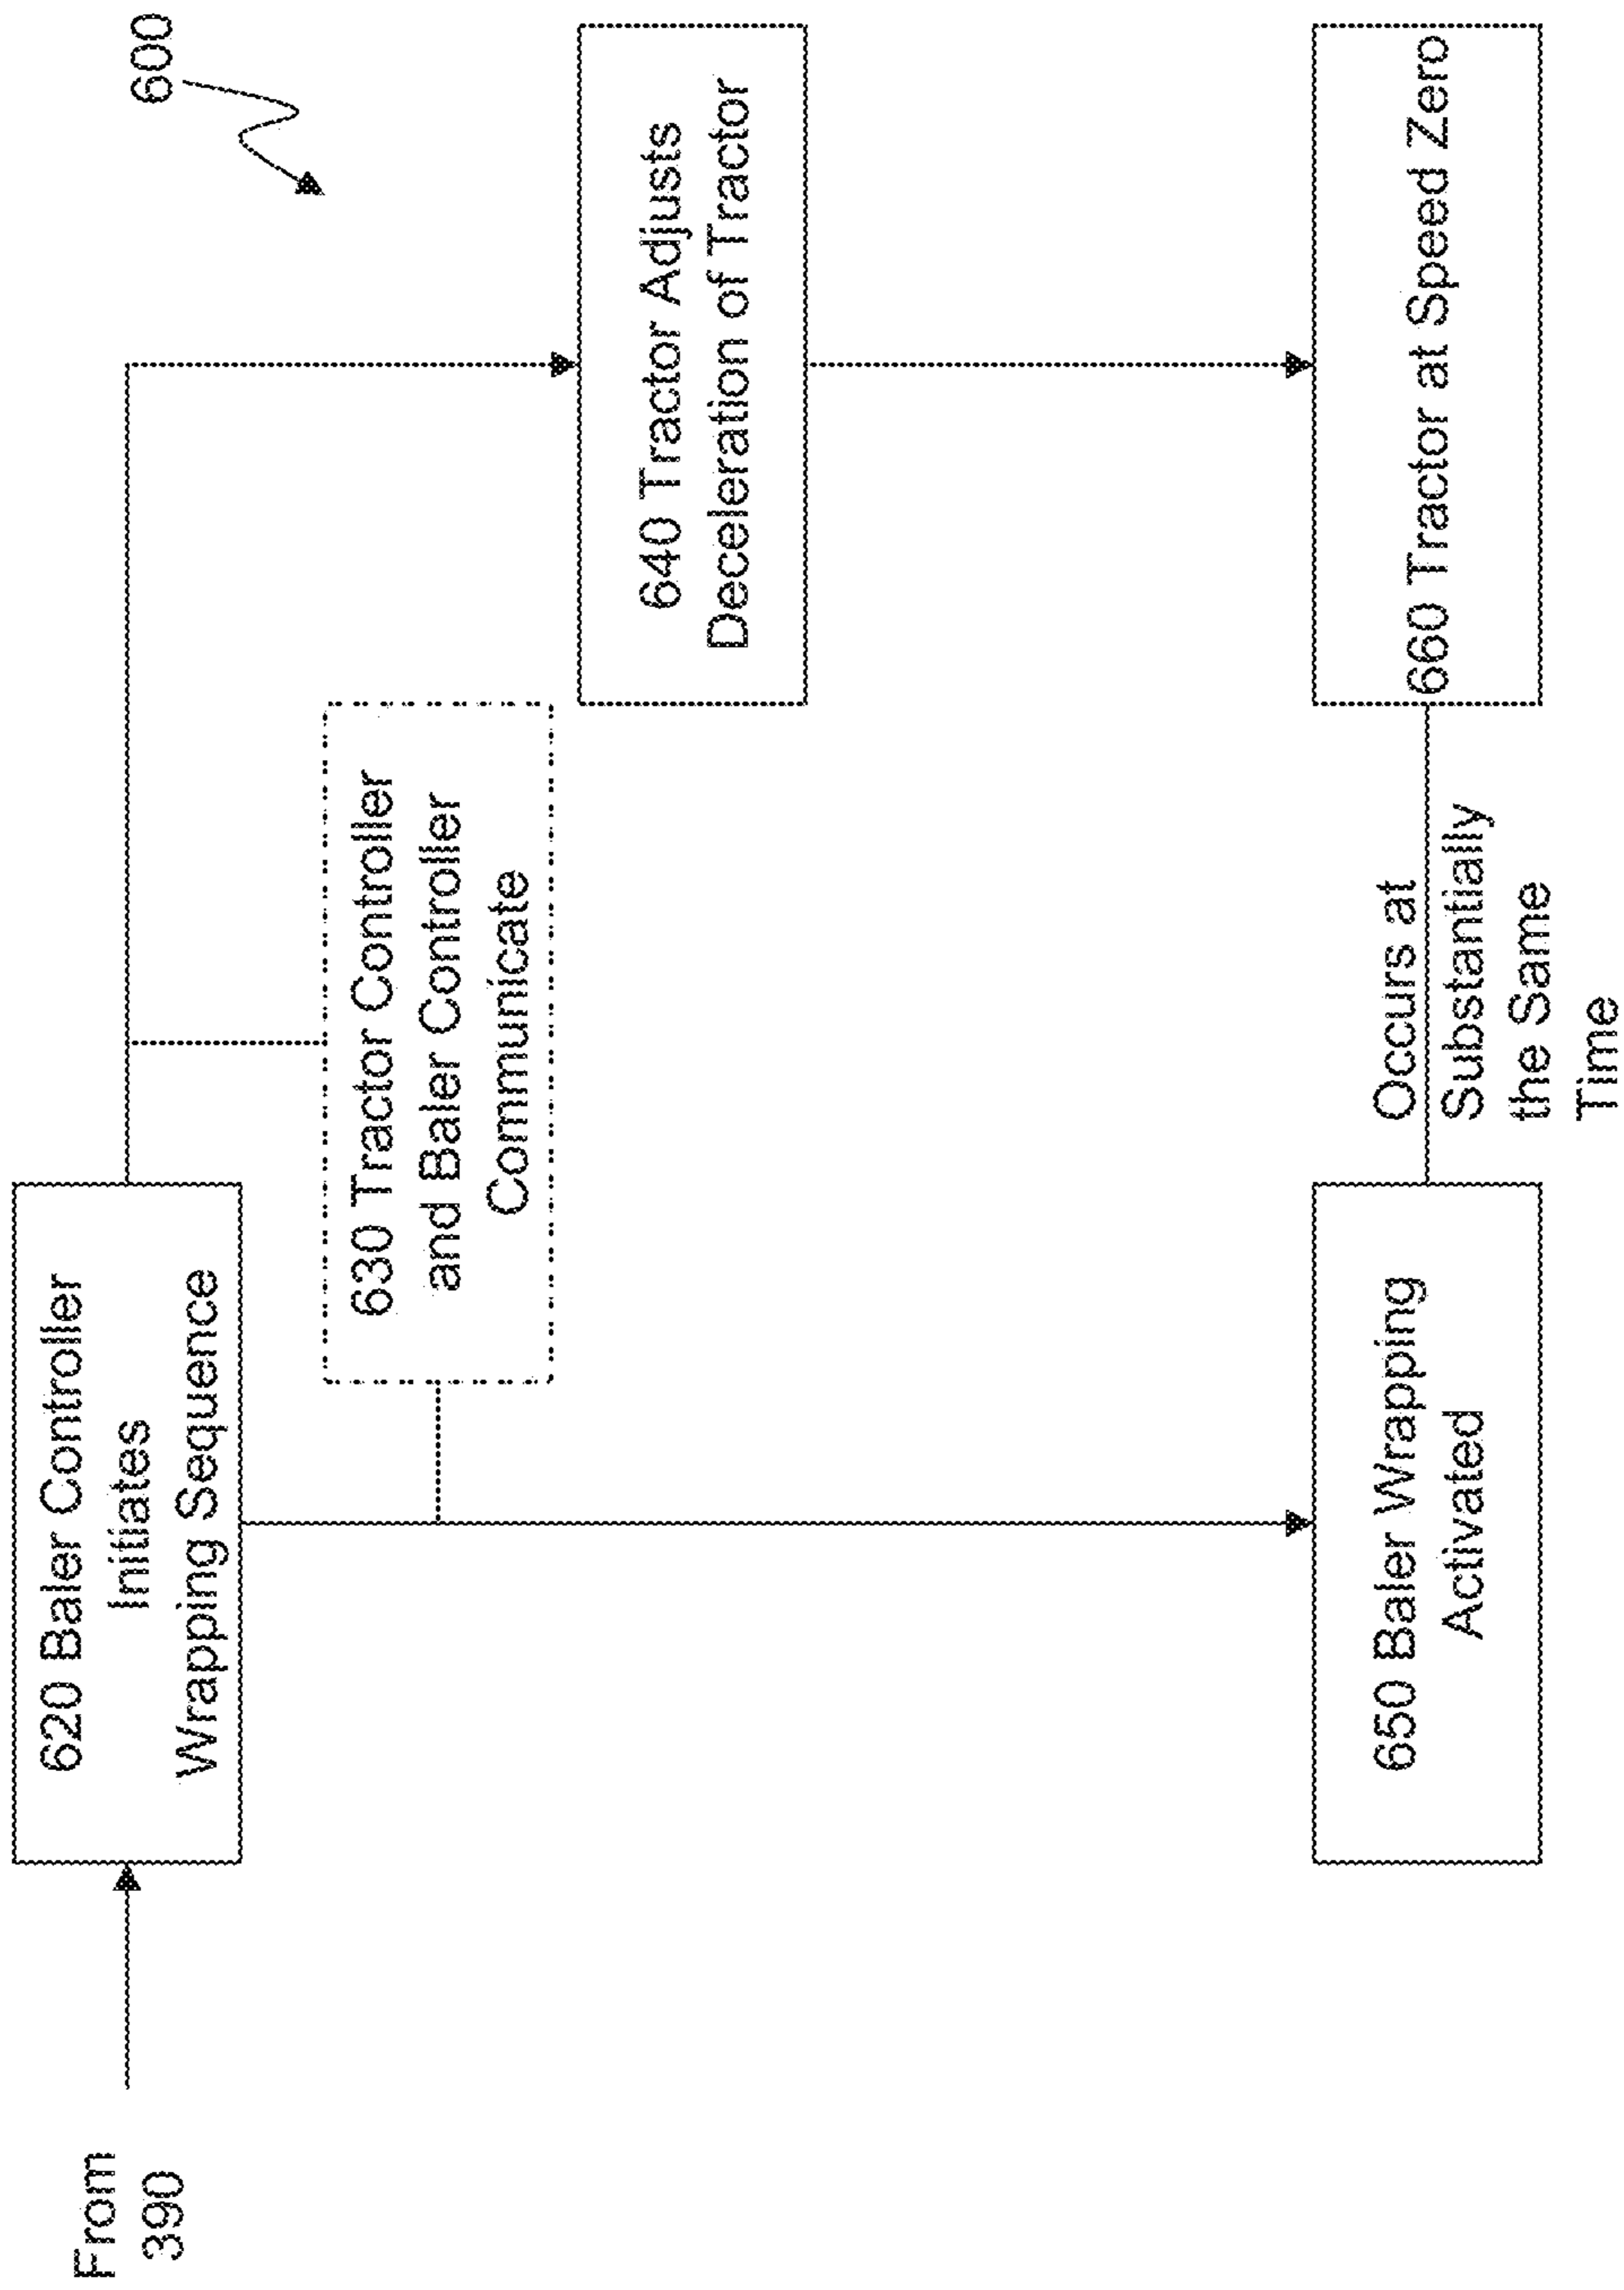 600
From
390
620 Baler Controller
Initiates
Wrapping Sequence
630 Tractor Controller
and Baler Controller
Communicate
640 Tractor Adjusts
Deceleration of Tractor
650 Baler Wrapping
Activated
Occurs at
Substantially
the Same
Time
660 Tractor at Speed Zero